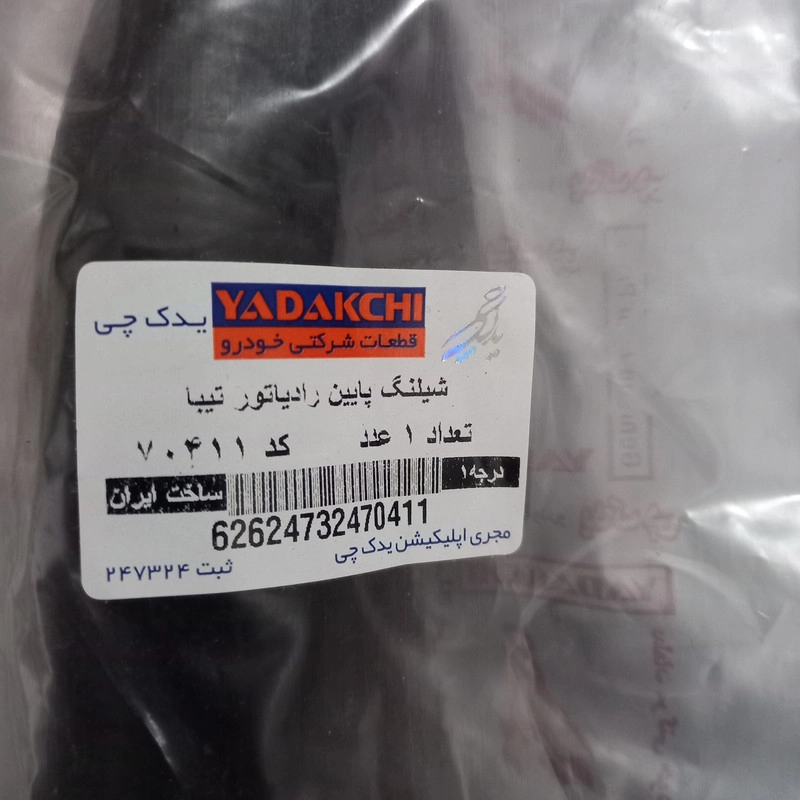 یدک چی YADAKCHI
قطعات شرکتی خودرو
شیلنگ پایین رادیاتور تیبا
تعداد ۱ عدد کد ۷۰۴۱۱
درجه۱ ساخت ایران
62624732470411
مجری اپلیکیشن یدک چی
ثبت ۲۴۷۳۲۴